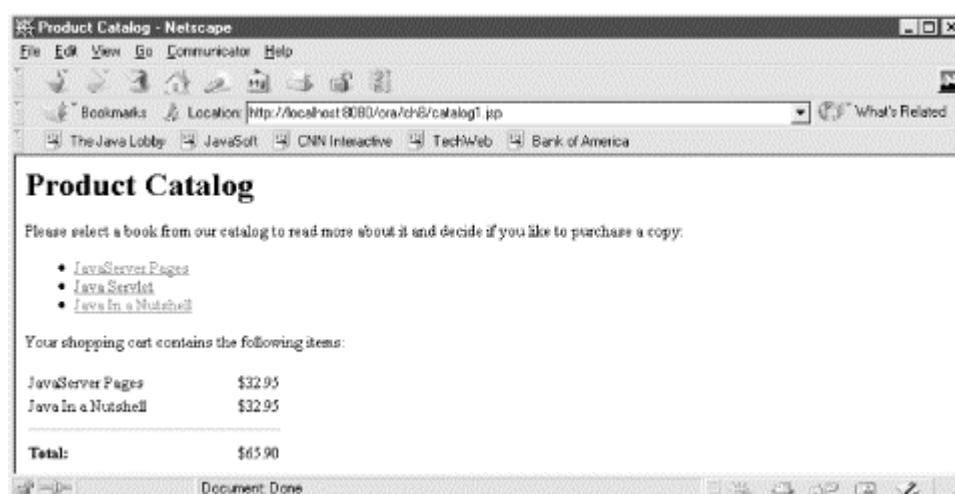 Product Catalog - Netscape
File Edit View Go Communicator Help
Bookmarks Location: http://localhost:8080/ora/ch8/catalog1.jsp What's Related
The Java Lobby JavaSoft CNN Interactive TechWeb Bank of America
Product Catalog
Please select a book from our catalog to read more about it and decide if you like to purchase a copy:
JavaServer Pages
Java Servlet
Java In a Nutshell
Your shopping cart contains the following items:
JavaServer Pages $32.95
Java In a Nutshell $32.95
Total: $65.90
Document: Done